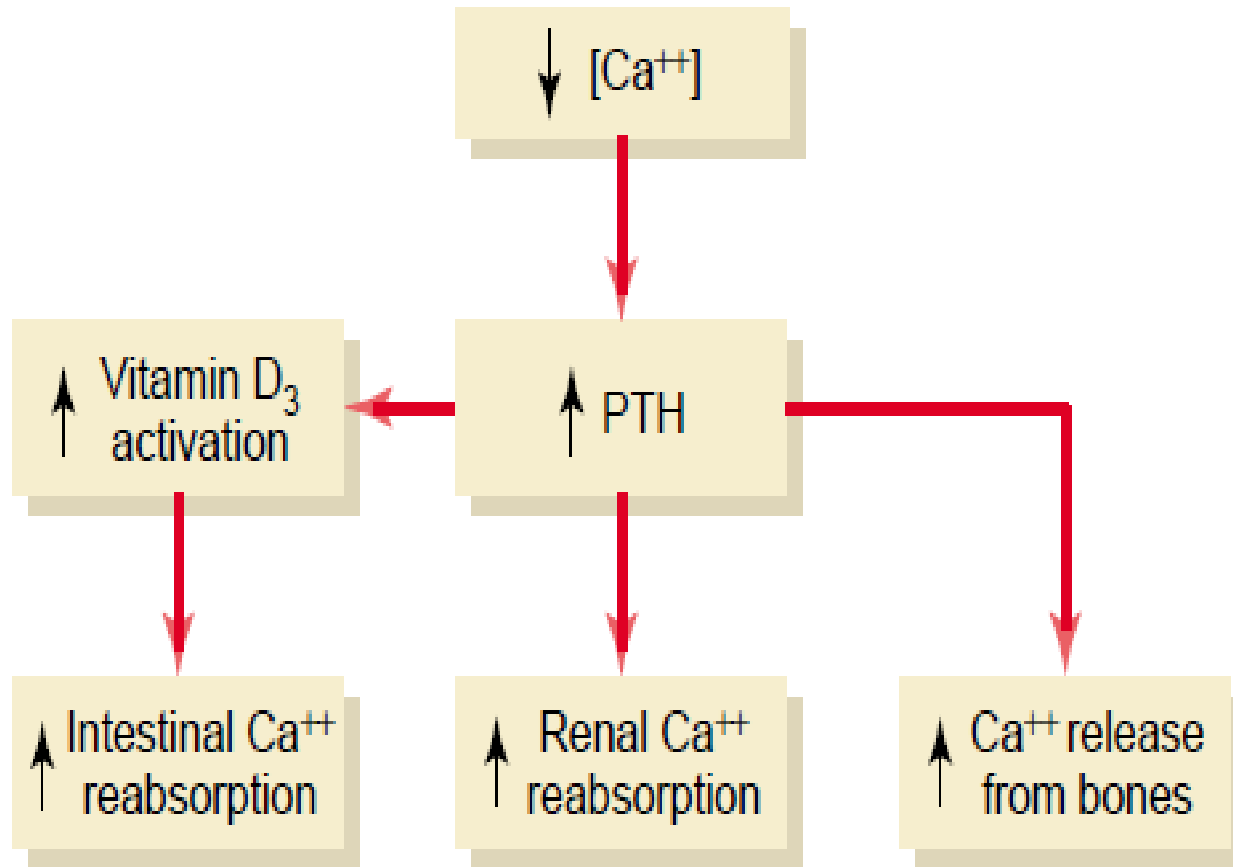 ↓ [Ca⁺⁺]
↑ Vitamin D₃
activation
↑ PTH
↑ Intestinal Ca⁺⁺
reabsorption
↑ Renal Ca⁺⁺
reabsorption
↑ Ca⁺⁺ release
from bones